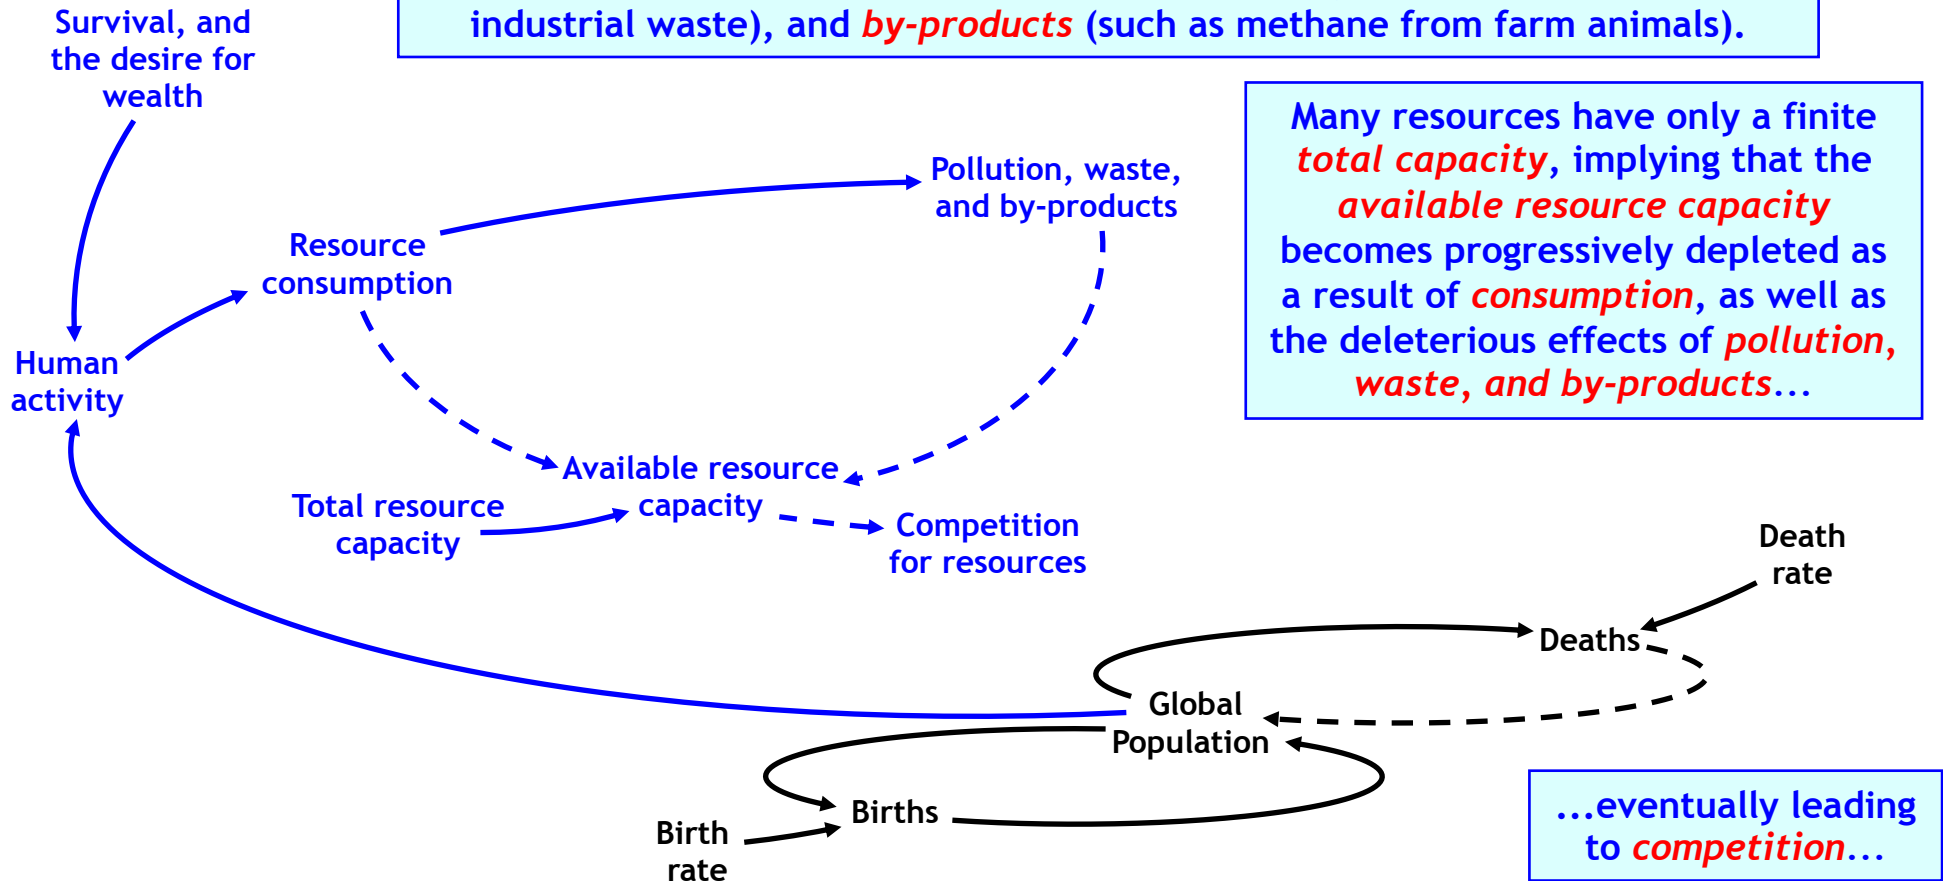 industrial waste), and by-products (such as methane from farm animals).
Survival, and
the desire for
wealth
Many resources have only a finite
total capacity, implying that the
available resource capacity
becomes progressively depleted as
a result of consumption, as well as
the deleterious effects of pollution,
waste, and by-products...
Pollution, waste,
and by-products
Resource
consumption
Human
activity
Available resource
capacity
Total resource
capacity
Competition
for resources
Death
rate
Deaths
Global
Population
Births
Birth
rate
...eventually leading
to competition...